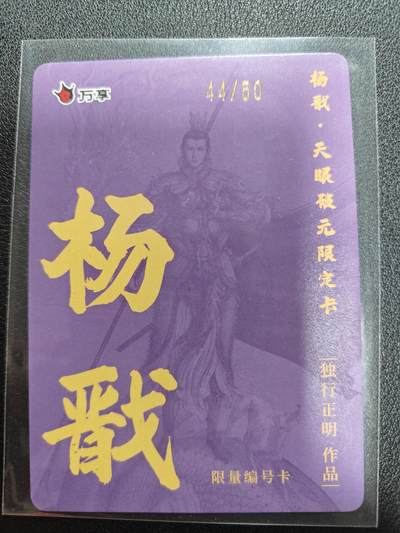 万享
44/50
杨戬·天眼破元限定卡
杨戬
独行正明 作品
限量编号卡